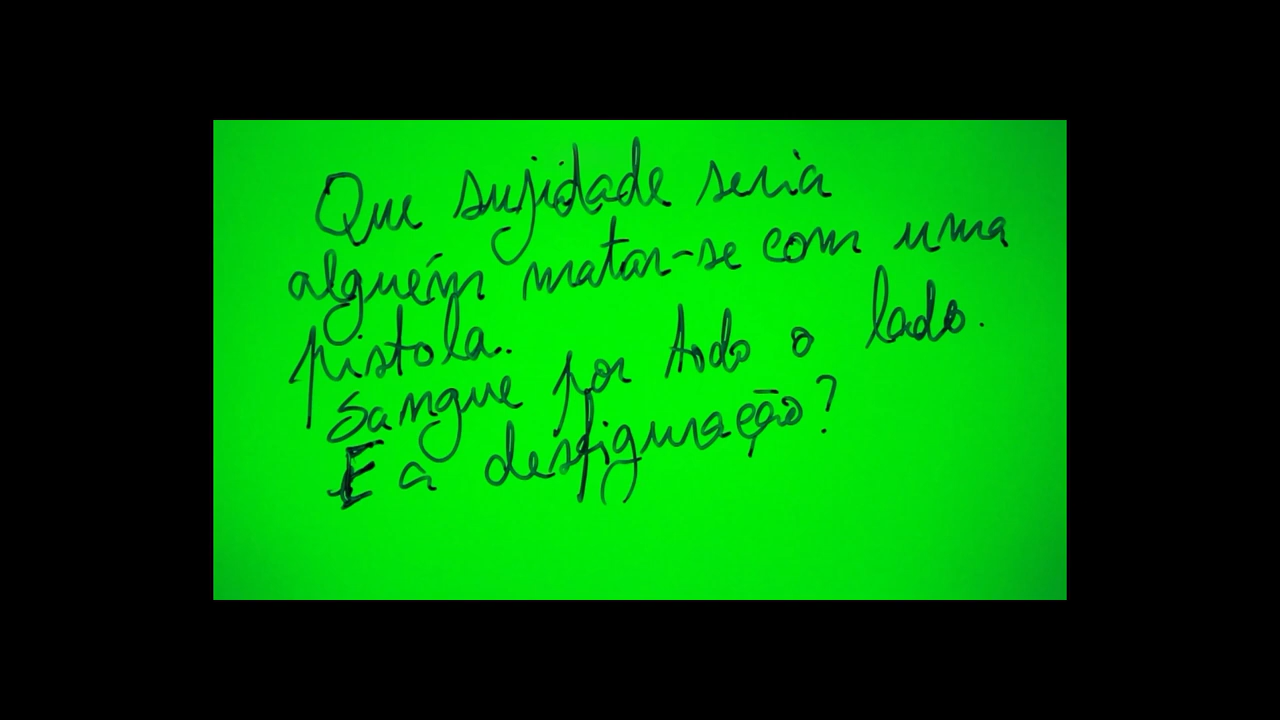 Que sujidade seria
alguém matar-se com uma
pistola..
Sangue por todo o lado.
E a desfiguração?